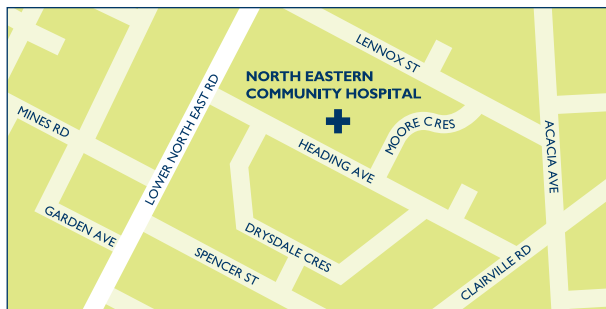 LENNOX ST
NORTH EASTERN
COMMUNITY HOSPITAL
LOWER NORTH EAST RD
MINES RD
MOORE CRES
ACACIA AVE
HEADING AVE
GARDEN AVE
DRYSDALE CRES
SPENCER ST
CLAIRVILLE RD